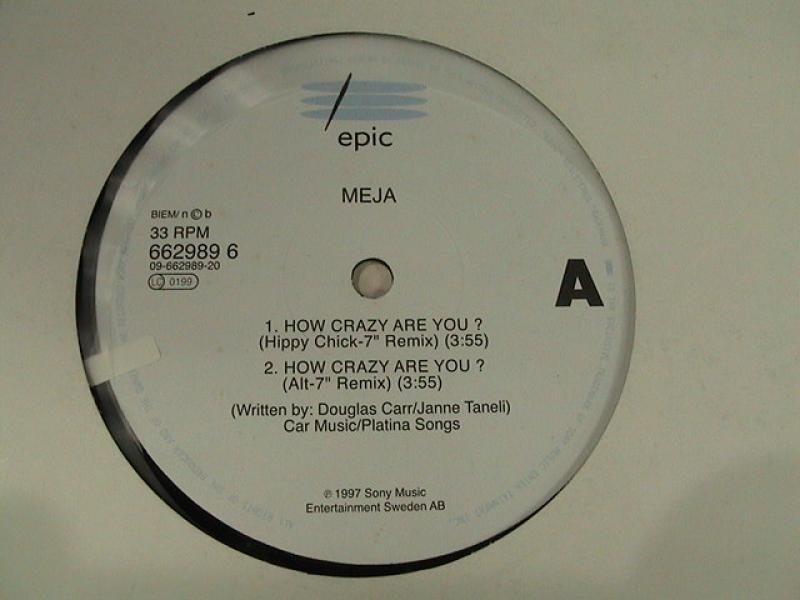 epic
MEJA
BIEM/ n © b
33 RPM
662989 6
09-662989-20
LC 0199
A
1. HOW CRAZY ARE YOU ?
(Hippy Chick-7" Remix) (3:55)
2. HOW CRAZY ARE YOU ?
(Alt-7" Remix) (3:55)
(Written by: Douglas Carr/Janne Taneli)
Car Music/Platina Songs
℗ 1997 Sony Music
Entertainment Sweden AB